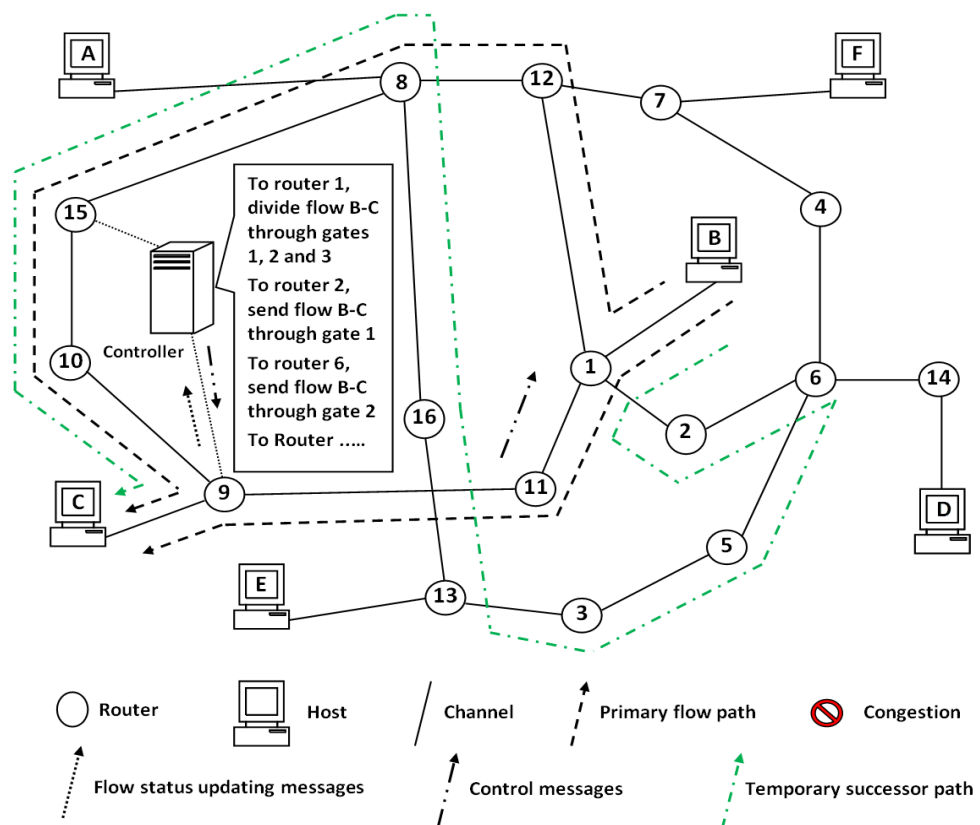 A
F
8
12
7
To router 1,
divide flow B-C
through gates
1, 2 and 3
To router 2,
send flow B-C
through gate 1
To router 6,
send flow B-C
through gate 2
To Router .....
15
4
B
Controller
10
1
6
14
16
2
C
9
11
D
5
E
13
3
Router
Host
Channel
Primary flow path
Congestion
Flow status updating messages
Control messages
Temporary successor path